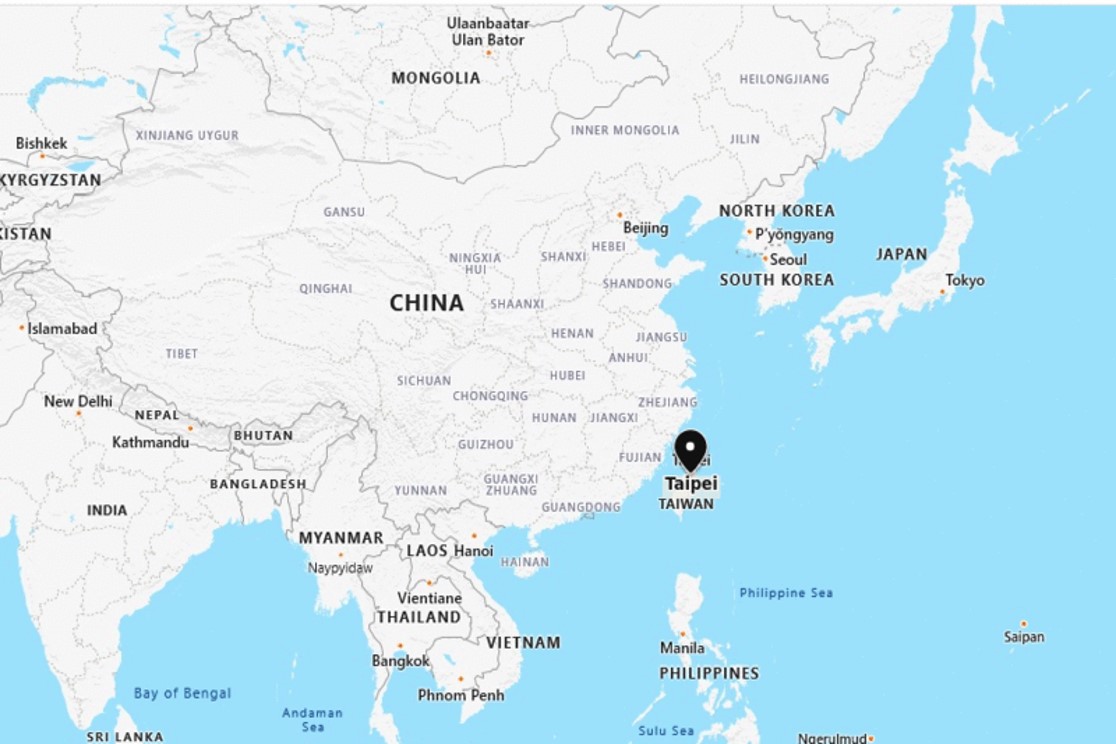 Ulaanbaatar
Ulan Bator
MONGOLIA
HEILONGJIANG
INNER MONGOLIA
XINJIANG UYGUR
JILIN
Bishkek
KYRGYZSTAN
GANSU
NORTH KOREA
Beijing
P'yŏngyang
KISTAN
HEBEI
NINGXIA
HUI
SHANXI
JAPAN
Seoul
SOUTH KOREA
Tokyo
SHANDONG
QINGHAI
CHINA
SHAANXI
Islamabad
HENAN
JIANGSU
TIBET
ANHUI
SICHUAN
HUBEI
CHONGQING
New Delhi
ZHEJIANG
NEPAL
HUNAN
JIANGXI
Kathmandu
BHUTAN
GUIZHOU
FUJIAN
BANGLADESH
GUANGXI
ZHUANG
YUNNAN
Taipei
TAIWAN
GUANGDONG
INDIA
MYANMAR
LAOS
Hanoi
HAINAN
Naypyidaw
Vientiane
Philippine Sea
THAILAND
VIETNAM
Saipan
Manila
Bangkok
PHILIPPINES
Phnom Penh
Bay of Bengal
Andaman
Sea
Sulu Sea
SRI LANKA
Ngerulmud